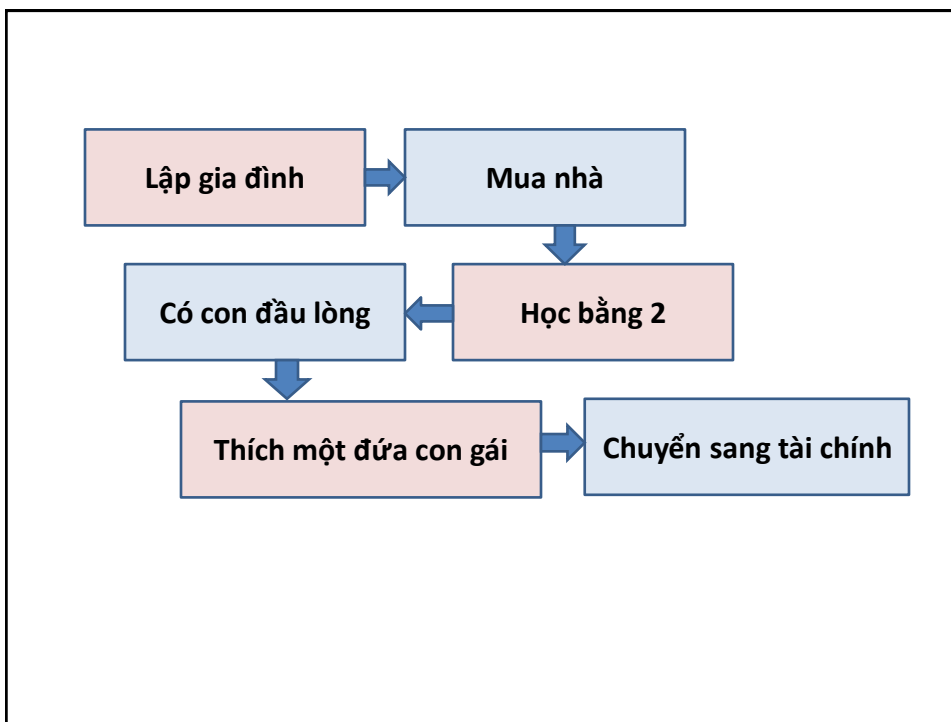 Lập gia đình
Mua nhà
Học bằng 2
Có con đầu lòng
Thích một đứa con gái
Chuyển sang tài chính